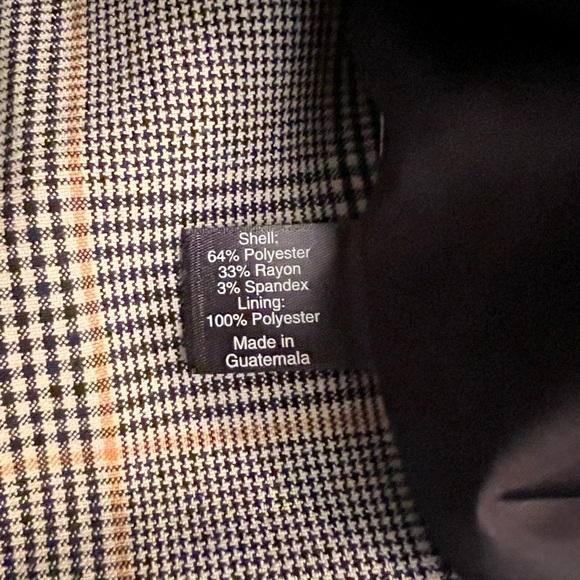 Shell:
64% Polyester
33% Rayon
3% Spandex
Lining:
100% Polyester
Made in
Guatemala